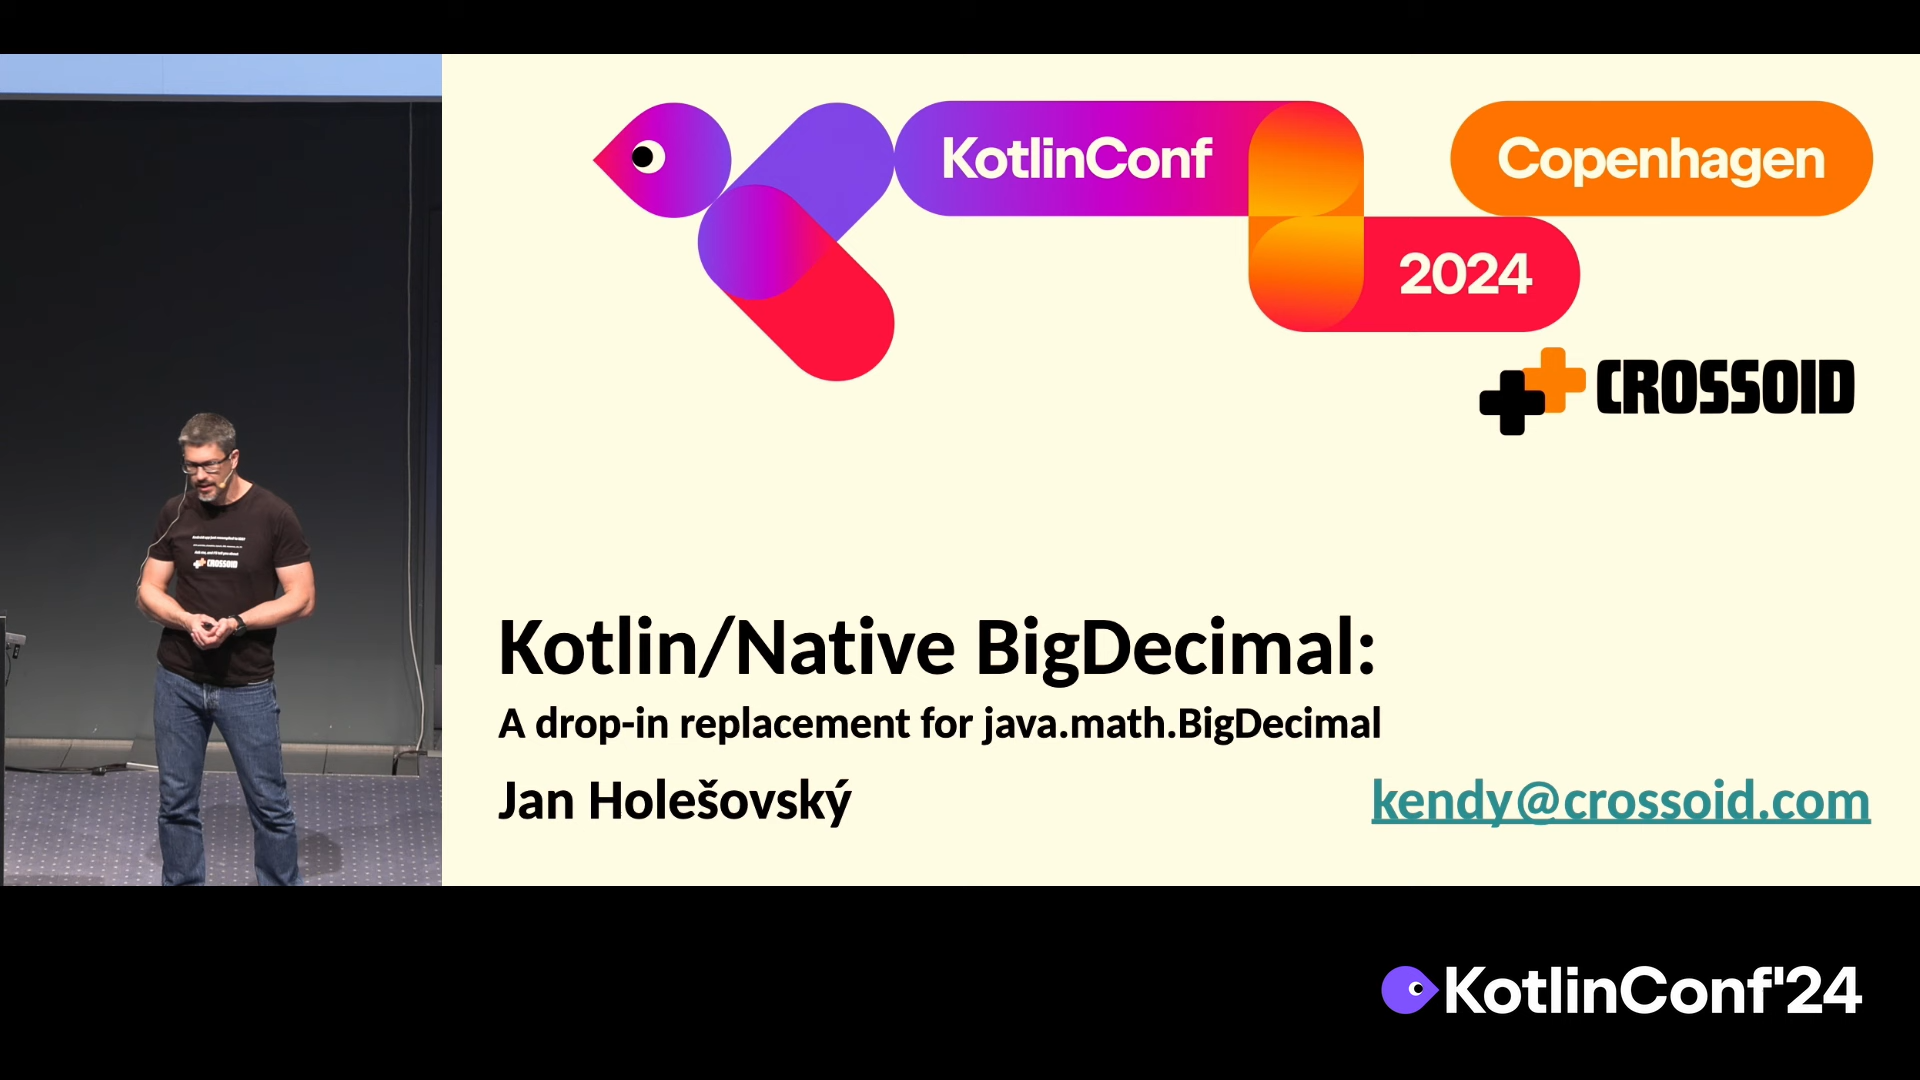 KotlinConf
Copenhagen
2024
CROSSOID
Kotlin/Native BigDecimal:
A drop-in replacement for java.math.BigDecimal
Jan Holešovský
kendy@crossoid.com
CROSSOID
KotlinConf'24